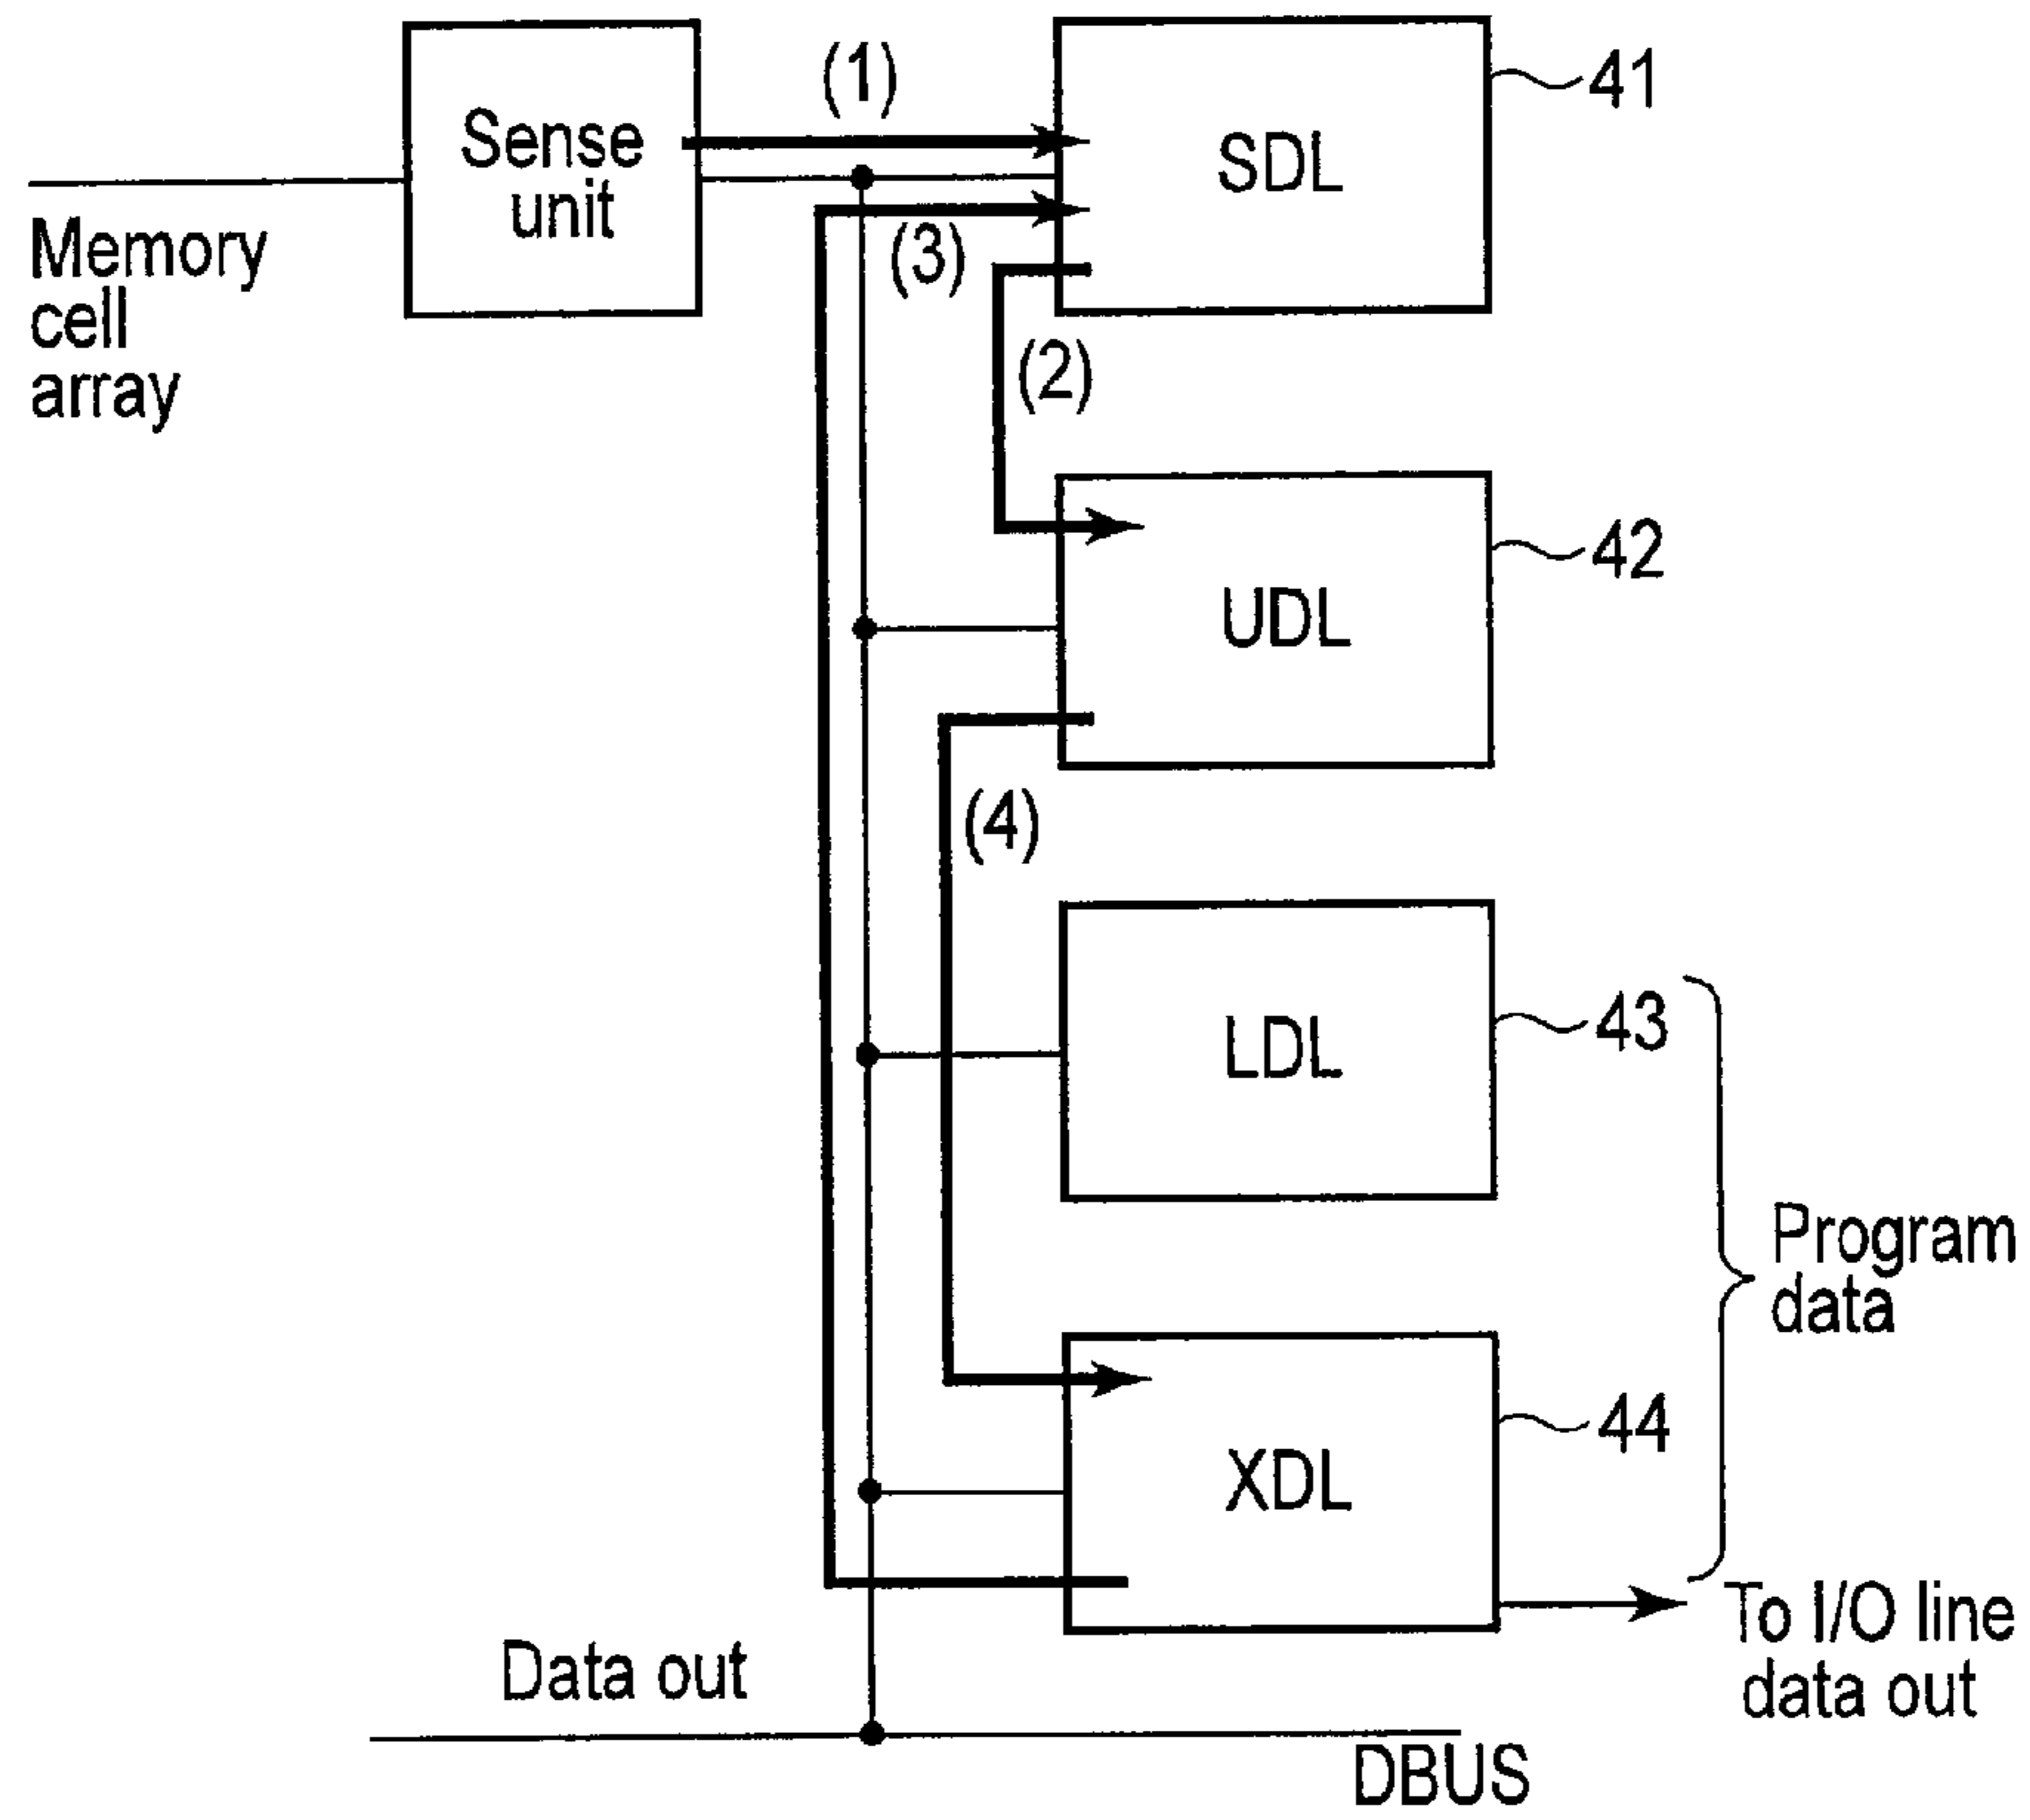 Sense
unit
Memory
cell
array
(1)
(3)
(2)
(4)
SDL
41
UDL
42
LDL
43
XDL
44
Program
data
To I/O line
data out
Data out
DBUS